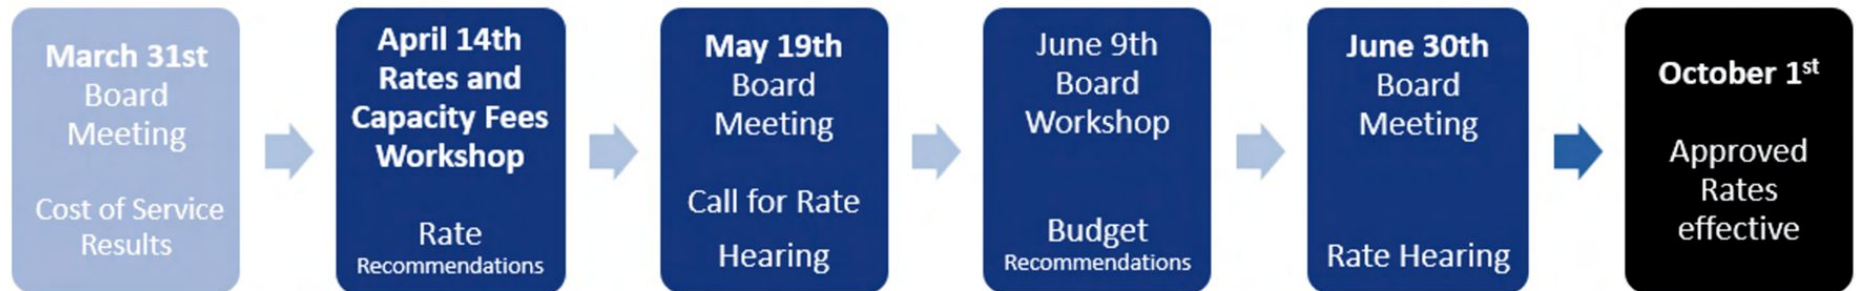 March 31st
Board
Meeting
Cost of Service
Results
April 14th
Rates and
Capacity Fees
Workshop
Rate
Recommendations
May 19th
Board
Meeting
Call for Rate
Hearing
June 9th
Board
Workshop
Budget
Recommendations
June 30th
Board
Meeting
Rate Hearing
October 1st
Approved
Rates
effective